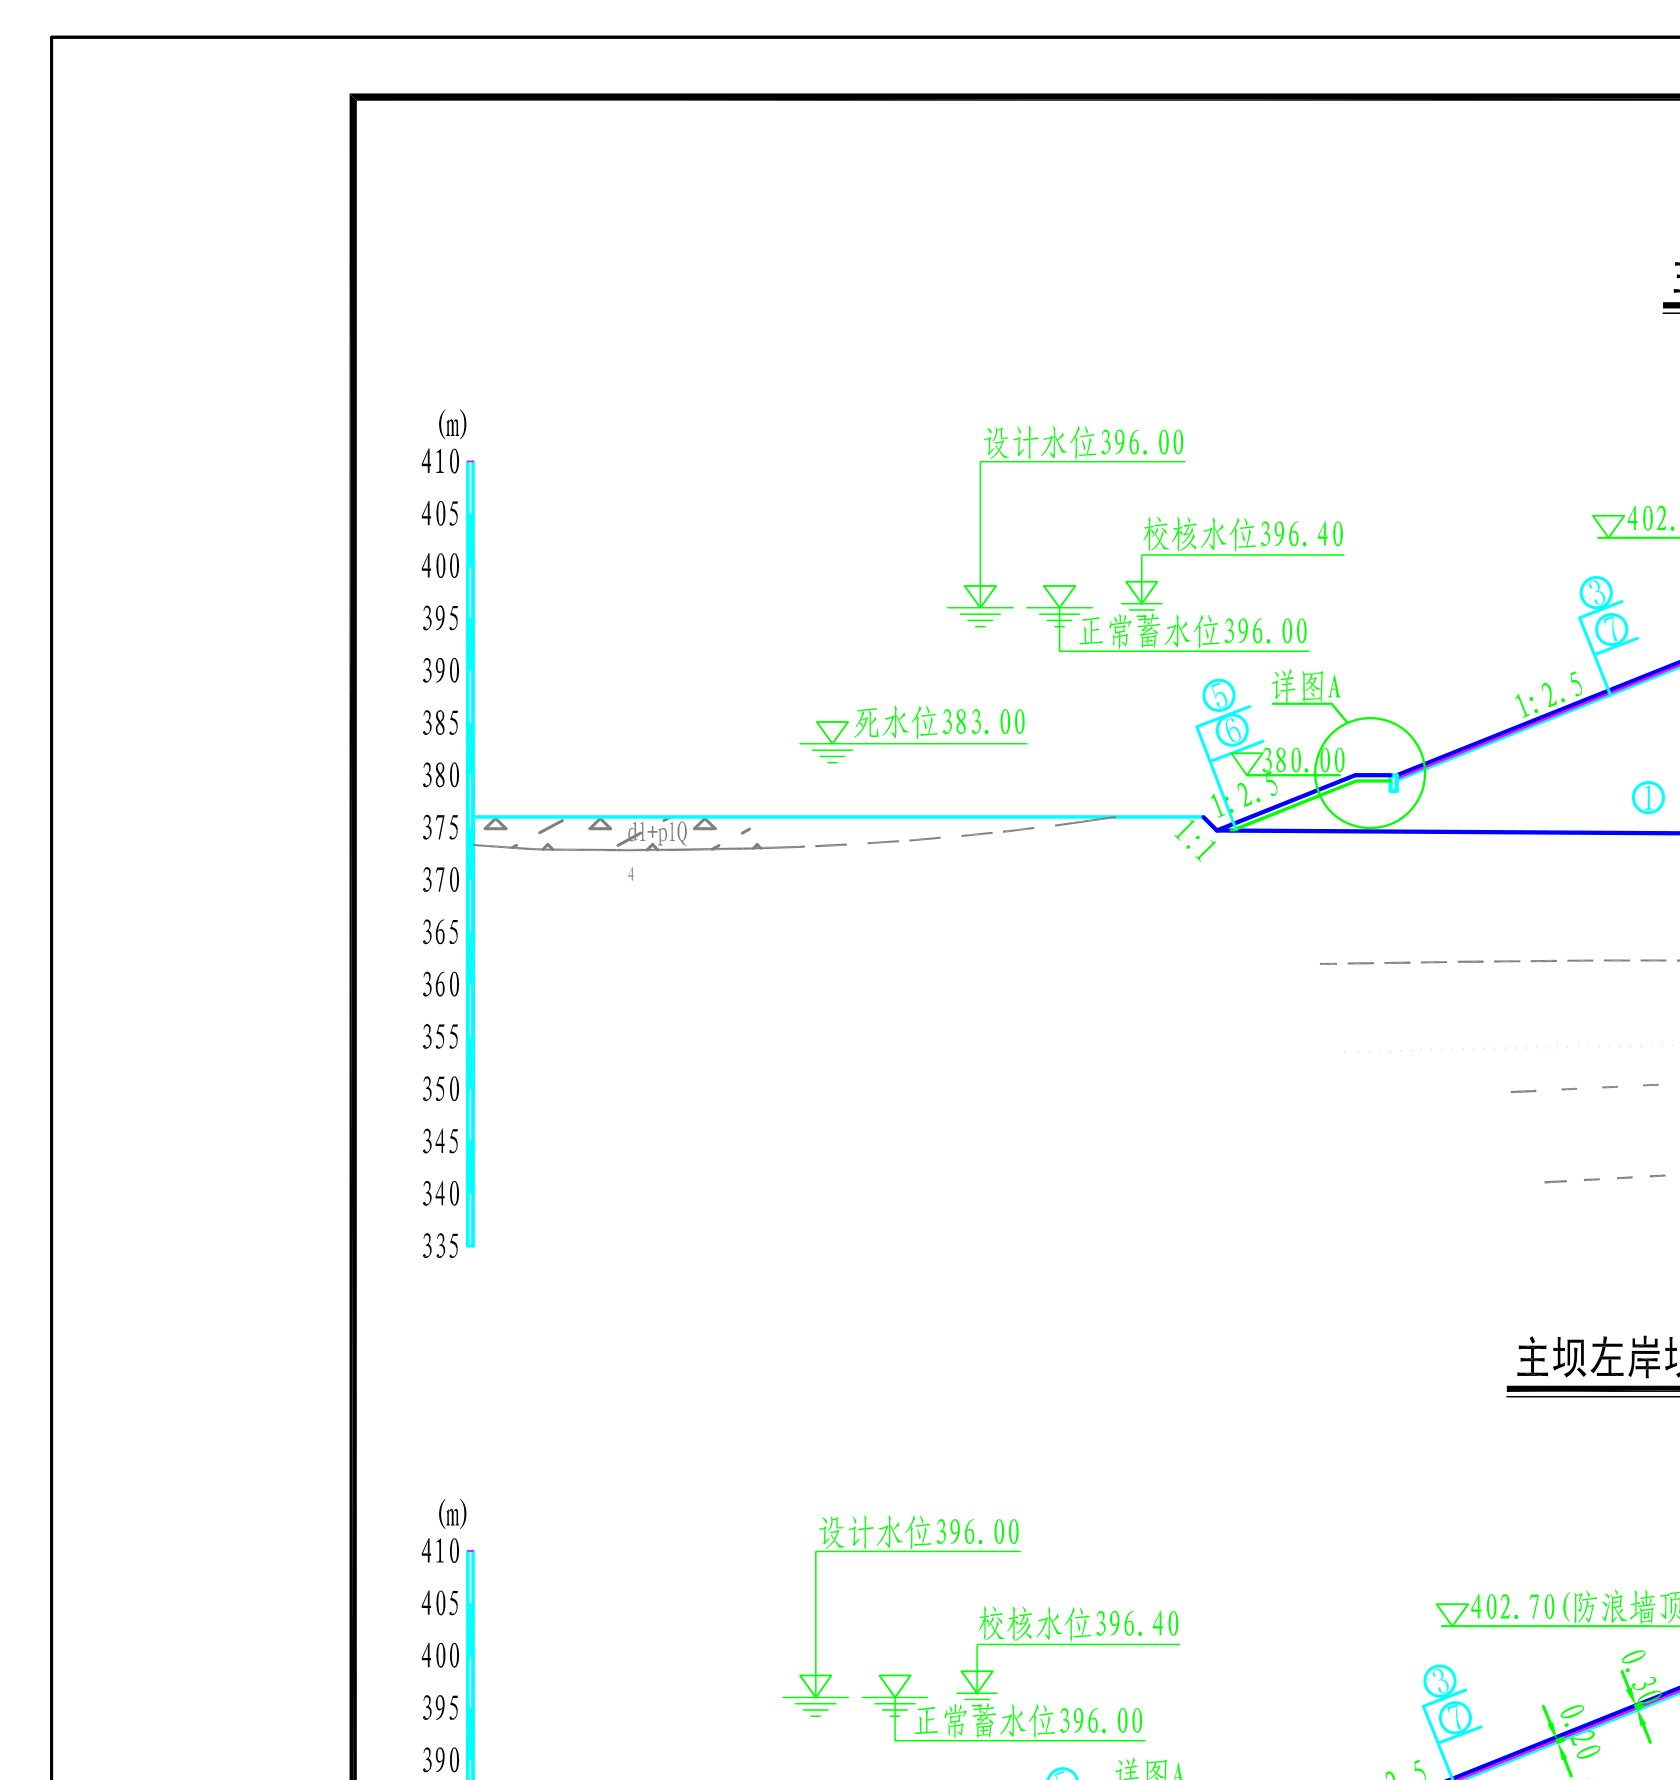 (m)
410
405
400
395
390
385
380
375
370
365
360
355
350
345
340
335
设计水位396.00
校核水位396.40
正常蓄水位396.00
死水位383.00
402.
③
⑦
1:2.5
详图A
⑤
⑥
380.00
1:2.5
1:1
①
dl+plQ
4
主坝左岸
(m)
410
405
400
395
390
设计水位396.00
校核水位396.40
正常蓄水位396.00
402.70(防浪墙顶
③
⑦
0.30
0.20
详图A